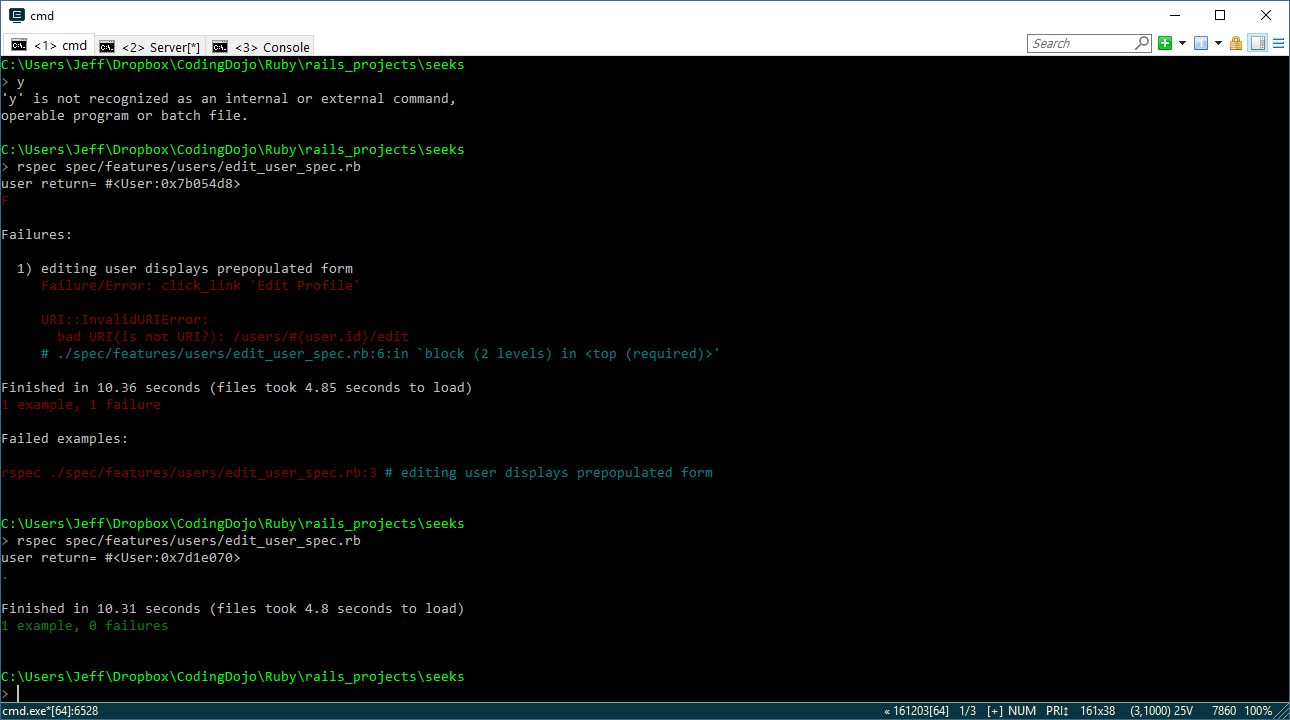 cmd
<1> cmd
<2> Server[*]
<3> Console
Search
C:\Users\Jeff\Dropbox\CodingDojo\Ruby\rails_projects\seeks
> y
'y' is not recognized as an internal or external command,
operable program or batch file.
C:\Users\Jeff\Dropbox\CodingDojo\Ruby\rails_projects\seeks
> rspec spec/features/users/edit_user_spec.rb
user return= #<User:0x7b054d8>
F
Failures:
1) editing user displays prepopulated form
Failure/Error: click_link 'Edit Profile'
URI::InvalidURIError:
bad URI(is not URI?): /users/#{user.id}/edit
# ./spec/features/users/edit_user_spec.rb:6:in `block (2 levels) in <top (required)>'
Finished in 10.36 seconds (files took 4.85 seconds to load)
1 example, 1 failure
Failed examples:
rspec ./spec/features/users/edit_user_spec.rb:3 # editing user displays prepopulated form
C:\Users\Jeff\Dropbox\CodingDojo\Ruby\rails_projects\seeks
> rspec spec/features/users/edit_user_spec.rb
user return= #<User:0x7d1e070>
.
Finished in 10.31 seconds (files took 4.8 seconds to load)
1 example, 0 failures
C:\Users\Jeff\Dropbox\CodingDojo\Ruby\rails_projects\seeks
>
cmd.exe*[64]:6528 « 161203[64] 1/3 [+] NUM PRI↕ 161x38 (3,1000) 25V 7860 100%